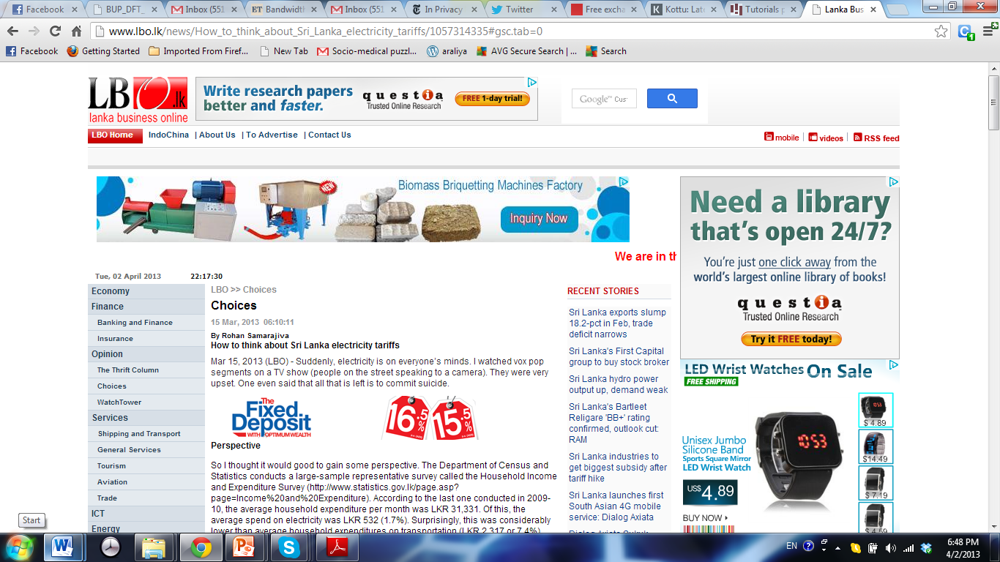 Facebook
BUP_DFT_
Inbox (551
Bandwidth
Inbox (551
In Privacy
Twitter
Free excha
Kottu: Late
Tutorials p
Lanka Bus
www.lbo.lk/news/How_to_think_about_Sri_Lanka_electricity_tariffs/1057314335#gsc.tab=0
Facebook
Getting Started
Imported From Firef...
New Tab
Socio-medical puzzl...
araliya
AVG Secure Search | ...
Search
LBO.lk
lanka business online
Write research papers
better and faster.
questia
Trusted Online Research
FREE 1-day trial!
Google™ Cus
LBO Home
IndoChina | About Us | To Advertise | Contact Us
mobile | videos | RSS feed
Biomass Briquetting Machines Factory
NEW
Inquiry Now
Need a library
that's open 24/7?
You're just one click away from the
world's largest online library of books!
questia
Trusted Online Research
Try it FREE today!
We are in th
Tue, 02 April 2013 22:17:30
Economy
Finance
Banking and Finance
Insurance
Opinion
The Thrift Column
Choices
WatchTower
Services
Shipping and Transport
General Services
Tourism
Aviation
Trade
ICT
Energy
LBO >> Choices
Choices
15 Mar, 2013 06:10:11
By Rohan Samarajiva
How to think about Sri Lanka electricity tariffs
Mar 15, 2013 (LBO) - Suddenly, electricity is on everyone's minds. I watched vox pop
segments on a TV show (people on the street speaking to a camera). They were very
upset. One even said that all that is left is to commit suicide.
The
Fixed
Deposit
WITH OPTIMUM WEALTH
16.5%
15.5%
Perspective
So I thought it would good to gain some perspective. The Department of Census and
Statistics conducts a large-sample representative survey called the Household Income
and Expenditure Survey (http://www.statistics.gov.lk/page.asp?
page=Income%20and%20Expenditure). According to the last one conducted in 2009-
10, the average household expenditure per month was LKR 31,331. Of this, the
average spend on electricity was LKR 532 (1.7%). Surprisingly, this was considerably
lower than average household expenditures on transportation (LKR 2,317 or 7.4%)
RECENT STORIES
Sri Lanka exports slump
18.2-pct in Feb, trade
deficit narrows
Sri Lanka's First Capital
group to buy stock broker
Sri Lanka hydro power
output up, demand weak
Sri Lanka's Bartleet
Religare 'BB+' rating
confirmed, outlook cut:
RAM
Sri Lanka industries to
get biggest subsidy after
tariff hike
Sri Lanka launches first
South Asian 4G mobile
service: Dialog Axiata
Dialog Axiata Sukuk
LED Wrist Watches On Sale
FREE SHIPPING
Unisex Jumbo
Silicone Band
Sports Square Mirror
LED Wrist Watch
US$ 4.89
BUY NOW
10:53
$ 4.89
$14.49
$ 7.19
$ 4.59
Start
EN
6:48 PM
4/2/2013